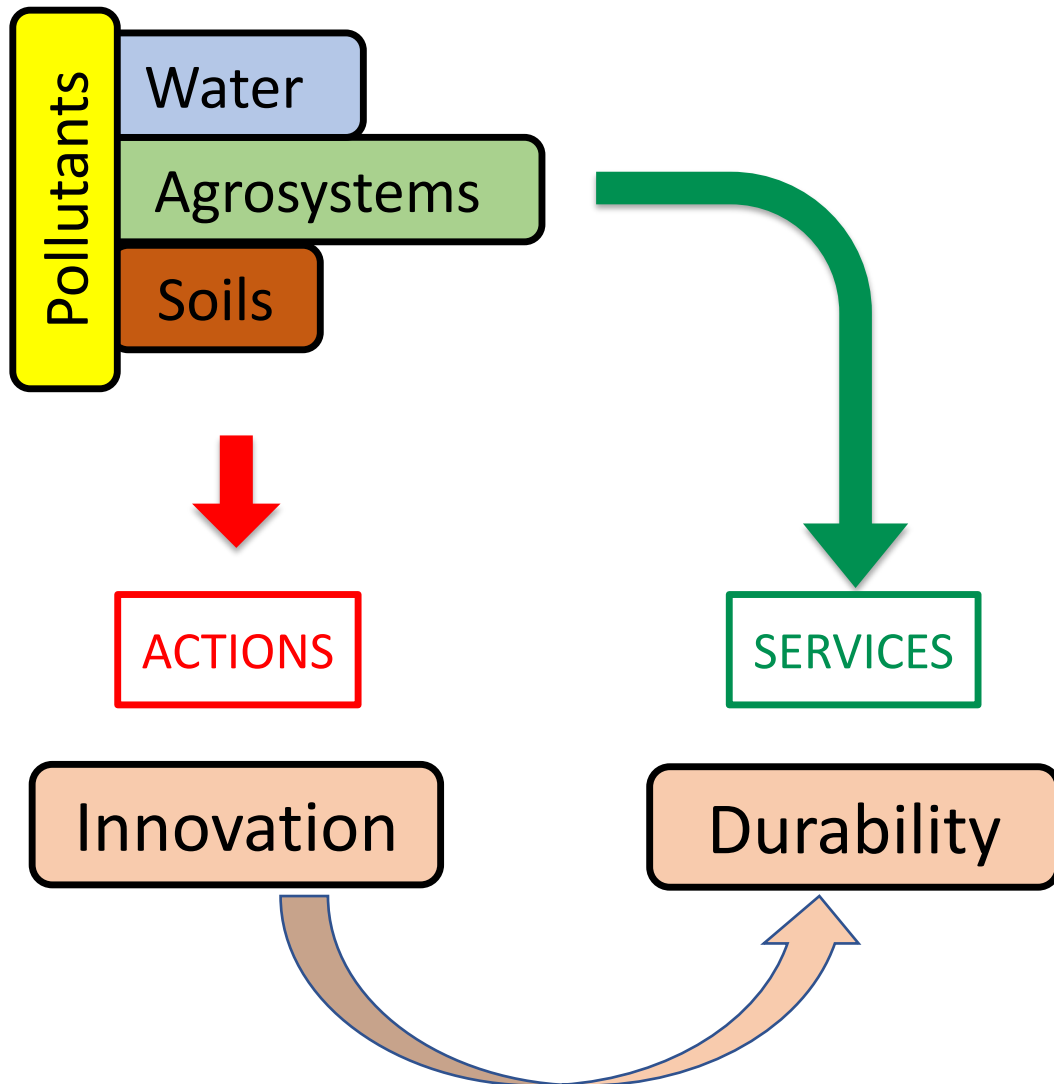 Pollutants
Water
Agrosystems
Soils
ACTIONS
SERVICES
Innovation
Durability